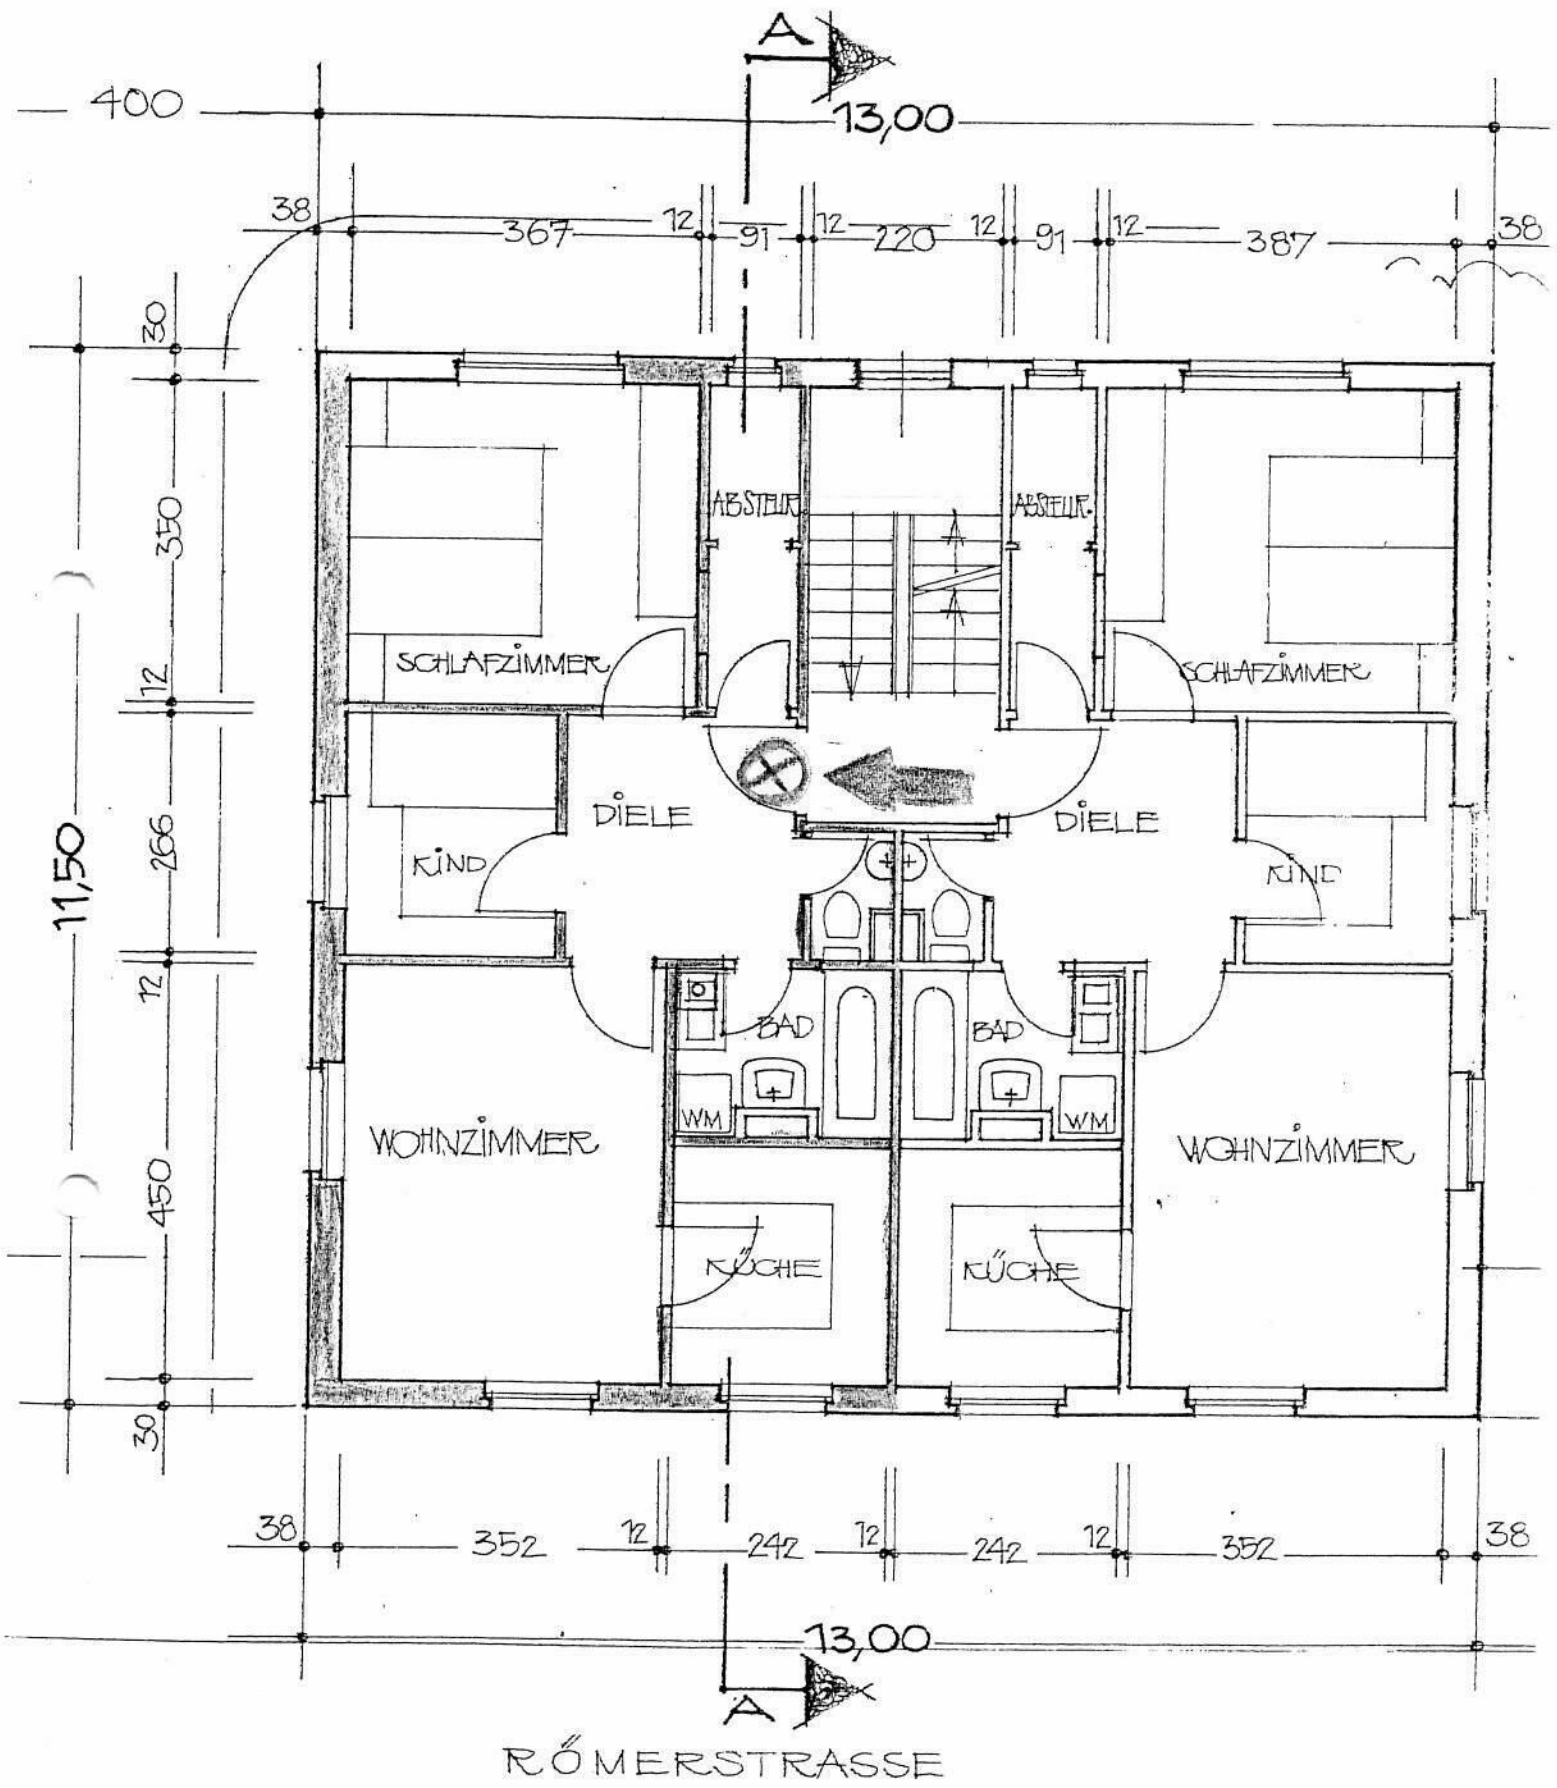 A
400
13,00
38 367 12 91 12 220 12 91 12 387 38
30
350
12
266
12
450
30
11,50
ABSTELLR. ABSTELLR.
SCHLAFZIMMER SCHLAFZIMMER
DIELE DIELE
KIND KIND
BAD BAD
WM WM
WOHNZIMMER WOHNZIMMER
KÜCHE KÜCHE
38 352 12 242 12 242 12 352 38
13,00
A
RÖMERSTRASSE